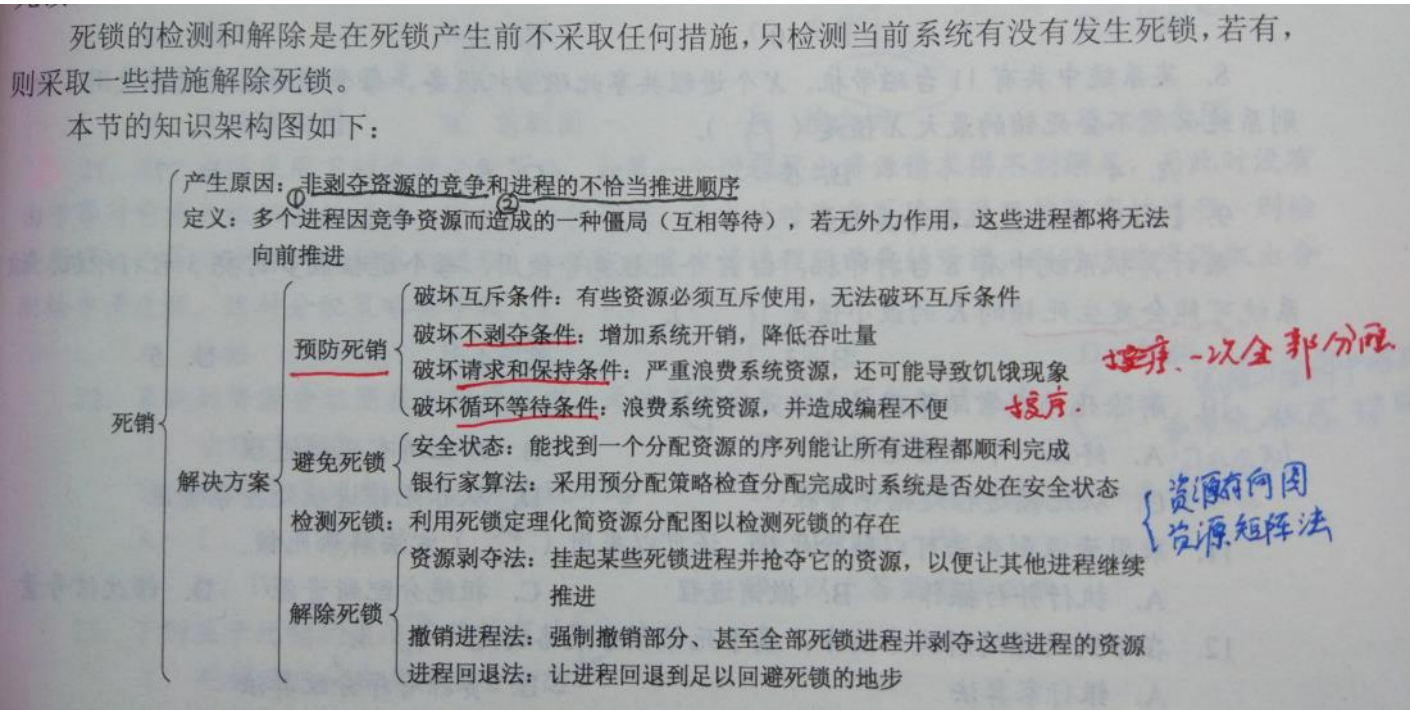 死锁的检测和解除是在死锁产生前不采取任何措施,只检测当前系统有没有发生死锁,若有,
则采取一些措施解除死锁。
本节的知识架构图如下:
产生原因:非剥夺资源的竞争和进程的不恰当推进顺序
① ②
定义:多个进程因竞争资源而造成的一种僵局(互相等待),若无外力作用,这些进程都将无法
向前推进
破坏互斥条件:有些资源必须互斥使用,无法破坏互斥条件
破坏不剥夺条件:增加系统开销,降低吞吐量
预防死销
破坏请求和保持条件:严重浪费系统资源,还可能导致饥饿现象
一次全部分配
破坏循环等待条件:浪费系统资源,并造成编程不便
按序.
死销
安全状态:能找到一个分配资源的序列能让所有进程都顺利完成
避免死锁
解决方案
银行家算法:采用预分配策略检查分配完成时系统是否处在安全状态
资源有向图
检测死锁:利用死锁定理化简资源分配图以检测死锁的存在
资源矩阵法
资源剥夺法:挂起某些死锁进程并抢夺它的资源,以便让其他进程继续
推进
解除死锁
撤销进程法:强制撤销部分、甚至全部死锁进程并剥夺这些进程的资源
进程回退法:让进程回退到足以回避死锁的地步